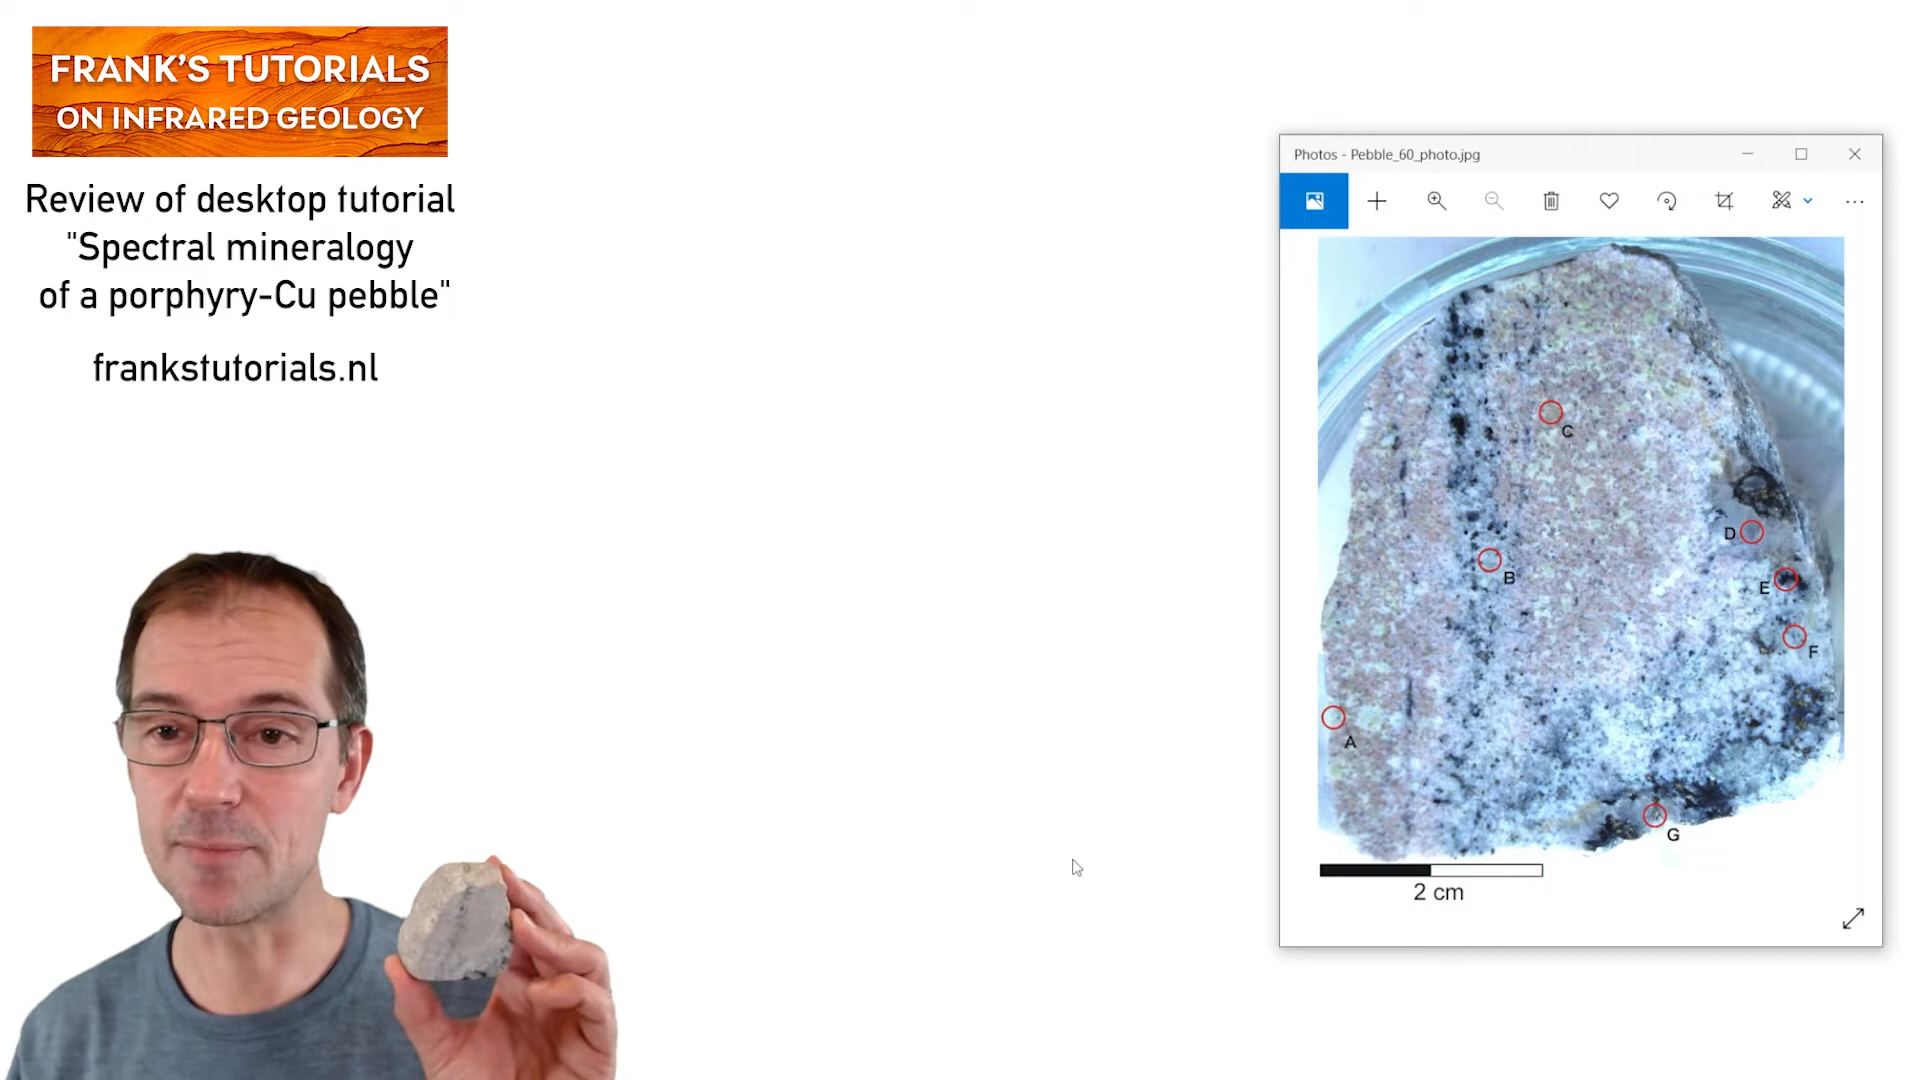 FRANK'S TUTORIALS
ON INFRARED GEOLOGY
Review of desktop tutorial
"Spectral mineralogy
of a porphyry-Cu pebble"
frankstutorials.nl
Photos - Pebble_60_photo.jpg
C
D
B
E
F
A
G
2 cm